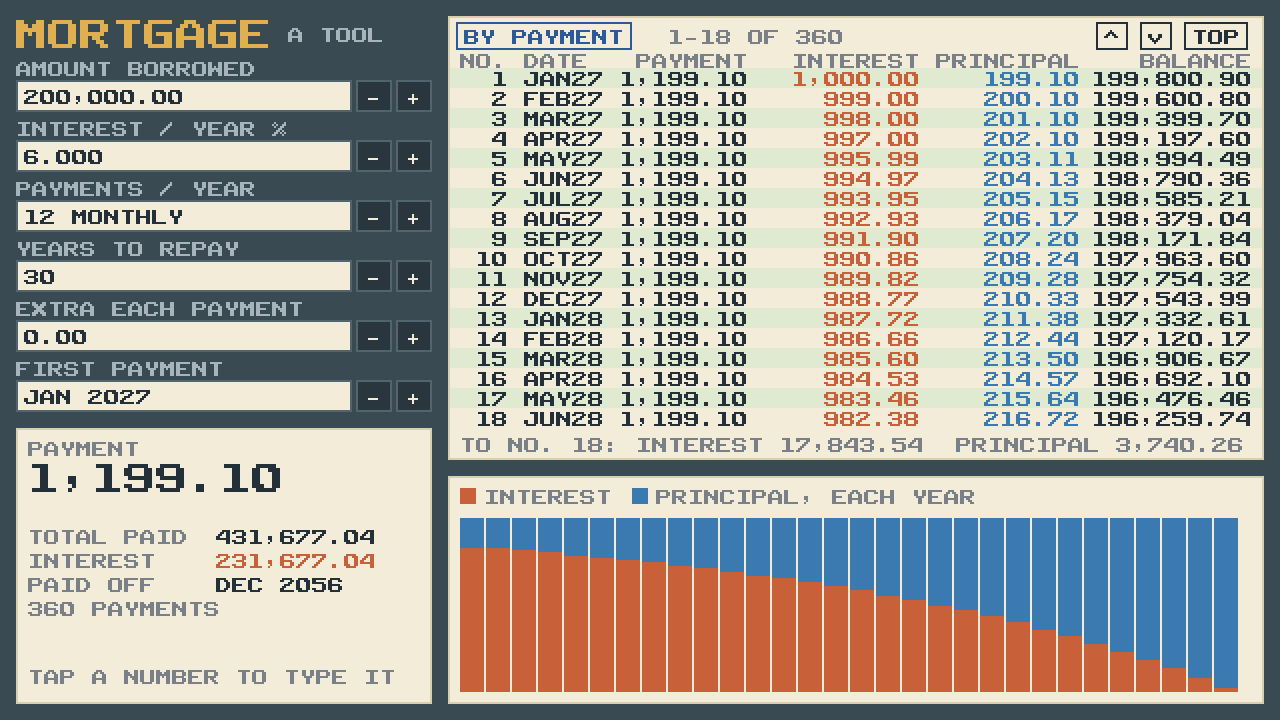 MORTGAGE A TOOL
AMOUNT BORROWED
200,000.00 - +
INTEREST / YEAR %
6.000 - +
PAYMENTS / YEAR
12 MONTHLY - +
YEARS TO REPAY
30 - +
EXTRA EACH PAYMENT
0.00 - +
FIRST PAYMENT
JAN 2027 - +
PAYMENT
1,199.10
TOTAL PAID 431,677.04
INTEREST 231,677.04
PAID OFF DEC 2056
360 PAYMENTS
TAP A NUMBER TO TYPE IT
BY PAYMENT 1-18 OF 360 ^ v TOP
NO. DATE PAYMENT INTEREST PRINCIPAL BALANCE
1 JAN27 1,199.10 1,000.00 199.10 199,800.90
2 FEB27 1,199.10 999.00 200.10 199,600.80
3 MAR27 1,199.10 998.00 201.10 199,399.70
4 APR27 1,199.10 997.00 202.10 199,197.60
5 MAY27 1,199.10 995.99 203.11 198,994.49
6 JUN27 1,199.10 994.97 204.13 198,790.36
7 JUL27 1,199.10 993.95 205.15 198,585.21
8 AUG27 1,199.10 992.93 206.17 198,379.04
9 SEP27 1,199.10 991.90 207.20 198,171.84
10 OCT27 1,199.10 990.86 208.24 197,963.60
11 NOV27 1,199.10 989.82 209.28 197,754.32
12 DEC27 1,199.10 988.77 210.33 197,543.99
13 JAN28 1,199.10 987.72 211.38 197,332.61
14 FEB28 1,199.10 986.66 212.44 197,120.17
15 MAR28 1,199.10 985.60 213.50 196,906.67
16 APR28 1,199.10 984.53 214.57 196,692.10
17 MAY28 1,199.10 983.46 215.64 196,476.46
18 JUN28 1,199.10 982.38 216.72 196,259.74
TO NO. 18: INTEREST 17,843.54 PRINCIPAL 3,740.26
INTEREST PRINCIPAL, EACH YEAR